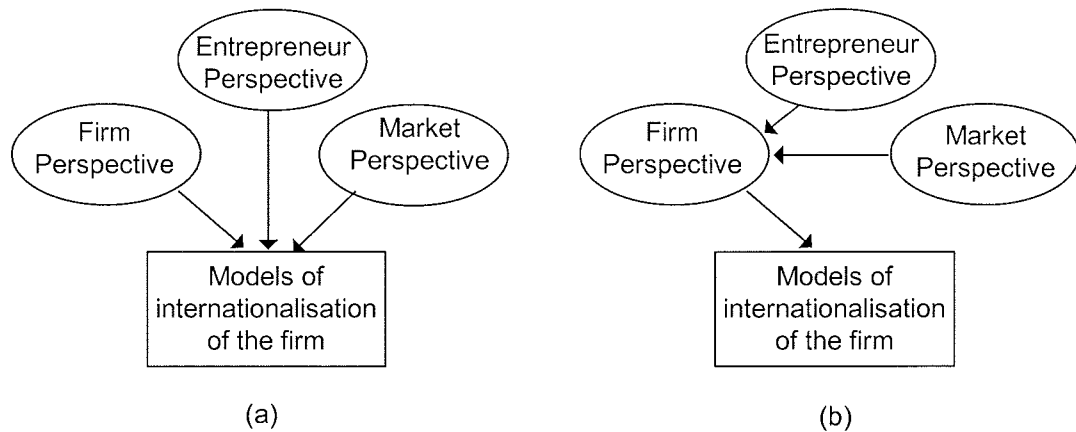 Entrepreneur
Perspective
Firm
Perspective
Market
Perspective
Models of
internationalisation
of the firm
(a)
Entrepreneur
Perspective
Firm
Perspective
Market
Perspective
Models of
internationalisation
of the firm
(b)